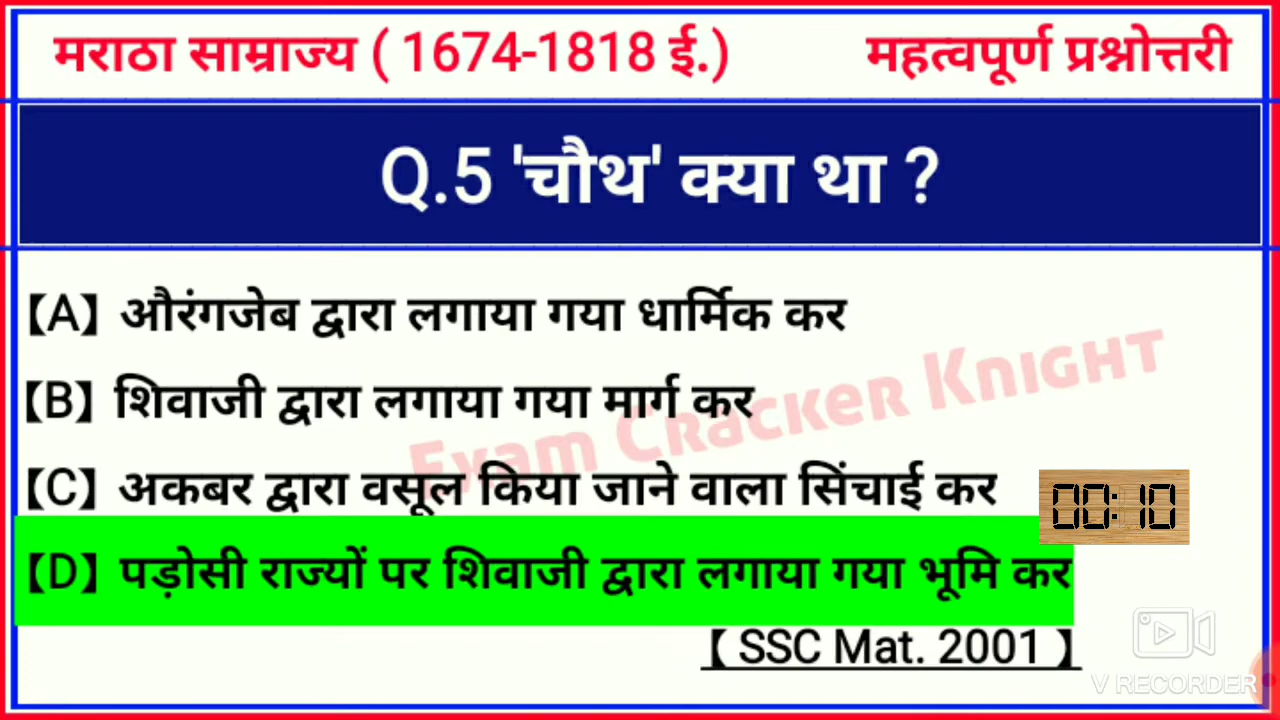 मराठा साम्राज्य ( 1674-1818 ई.) महत्वपूर्ण प्रश्नोत्तरी
Q.5 'चौथ' क्या था ?
【A】 औरंगजेब द्वारा लगाया गया धार्मिक कर
【B】 शिवाजी द्वारा लगाया गया मार्ग कर
Exam Cracker Knight
【C】 अकबर द्वारा वसूल किया जाने वाला सिंचाई कर
00:10
【D】 पड़ोसी राज्यों पर शिवाजी द्वारा लगाया गया भूमि कर
【 SSC Mat. 2001 】
V RECORDER